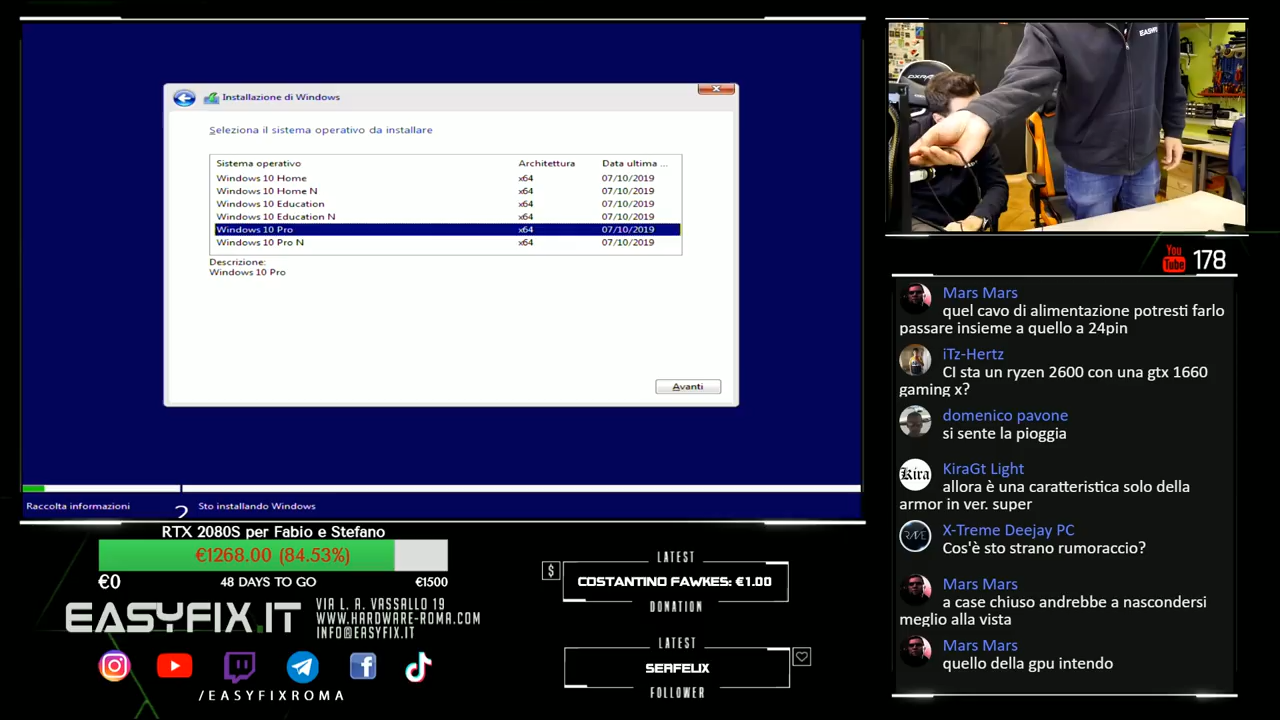 Installazione di Windows
Seleziona il sistema operativo da installare
Sistema operativo Architettura Data ultima ...
Windows 10 Home x64 07/10/2019
Windows 10 Home N x64 07/10/2019
Windows 10 Education x64 07/10/2019
Windows 10 Education N x64 07/10/2019
Windows 10 Pro x64 07/10/2019
Windows 10 Pro N x64 07/10/2019
Descrizione:
Windows 10 Pro
Avanti
Raccolta informazioni
2 Sto installando Windows
RTX 2080S per Fabio e Stefano
€1268.00 (84.53%)
€0 48 DAYS TO GO €1500
EASYFIX.IT
VIA L. A. VASSALLO 19
WWW.HARDWARE-ROMA.COM
INFO@EASYFIX.IT
/EASYFIXROMA
LATEST
$ COSTANTINO FAWKES: €1.00
DONATION
LATEST
SERFELIX
FOLLOWER
DXRA
EASYF
You Tube 178
Mars Mars
quel cavo di alimentazione potresti farlo
passare insieme a quello a 24pin
iTz-Hertz
CI sta un ryzen 2600 con una gtx 1660
gaming x?
domenico pavone
si sente la pioggia
Kira
KiraGt Light
allora è una caratteristica solo della
armor in ver. super
RAVE
X-Treme Deejay PC
Cos'è sto strano rumoraccio?
Mars Mars
a case chiuso andrebbe a nascondersi
meglio alla vista
Mars Mars
quello della gpu intendo